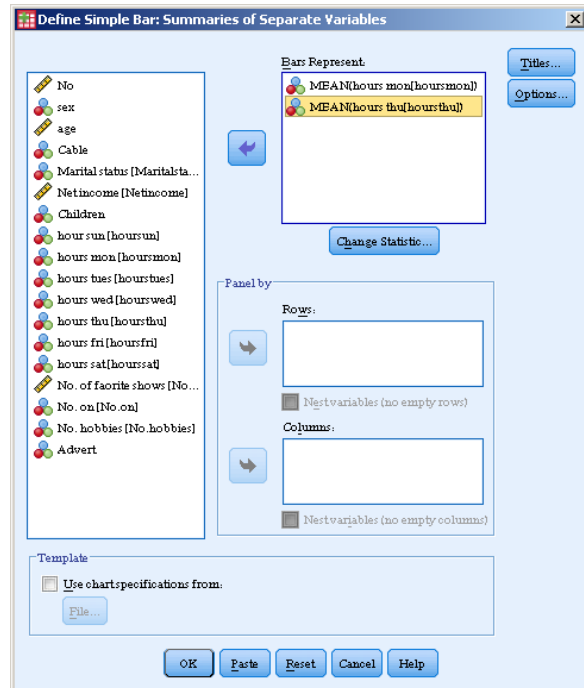 Define Simple Bar: Summaries of Separate Variables
No
sex
age
Cable
Marital status [Maritalsta...
Netincome [Netincome]
Children
hour sun [hoursun]
hours mon [hoursmon]
hours tues [hourstues]
hours wed [hourswed]
hours thu [hoursthu]
hours fri [hoursfri]
hours sat [hourssat]
No. of faorite shows [No...
No. on [No.on]
No. hobbies [No.hobbies]
Advert
Bars Represent:
MEAN(hours mon[hoursmon])
MEAN(hours thu[hoursthu])
Change Statistic...
Titles...
Options...
Panel by
Rows:
Nest variables (no empty rows)
Columns:
Nest variables (no empty columns)
Template
Use chart specifications from:
File...
OK
Paste
Reset
Cancel
Help